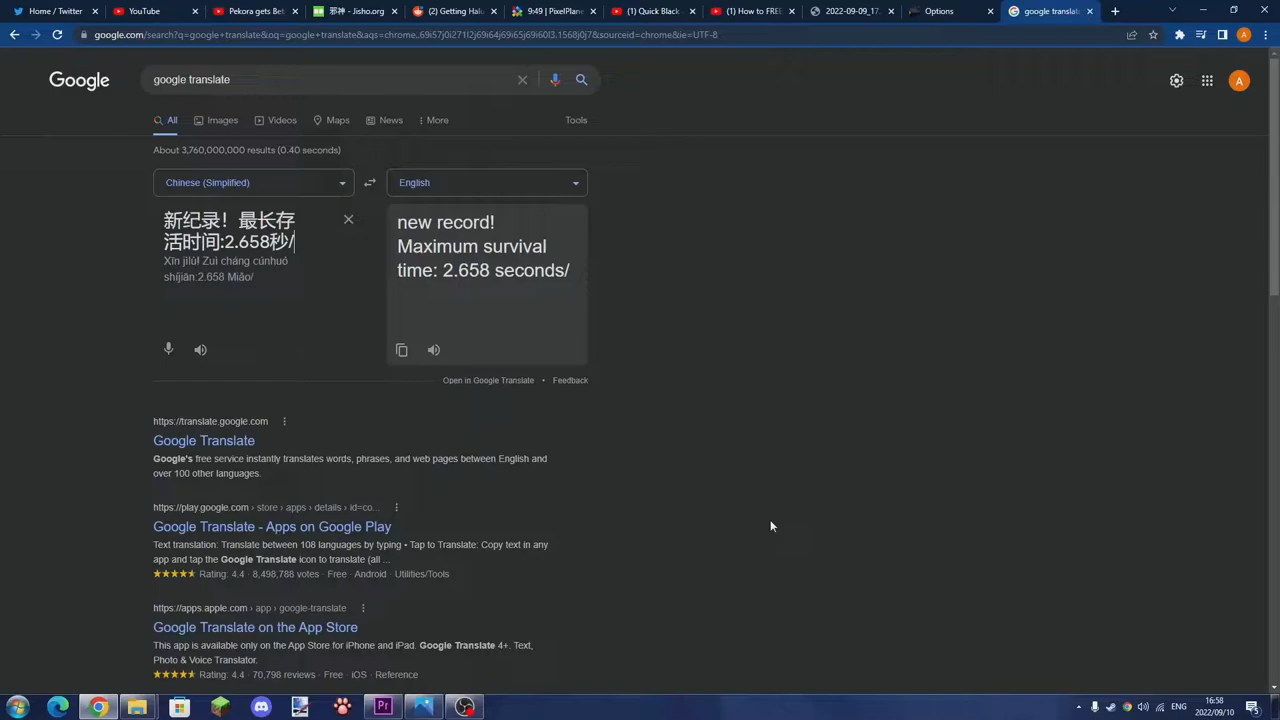 Home / Twitter
YouTube
Pekora gets Bet
邪神 - Jisho.org
(2) Getting Halu
9:49 | PixelPlane
(1) Quick Black
(1) How to FREE
2022-09-09_17.
Options
google translate
google.com/search?q=google+translate&oq=google+translate&aqs=chrome..69i57j0i271l2j69i64j69i65j69i60l3.1568j0j7&sourceid=chrome&ie=UTF-8
A
Google
google translate
A
All
Images
Videos
Maps
News
More
Tools
About 3,760,000,000 results (0.40 seconds)
Chinese (Simplified)
English
新纪录！最长存
活时间:2.658秒/
Xīn jìlù! Zuì cháng cúnhuó
shíjiān:2.658 Miǎo/
new record!
Maximum survival
time: 2.658 seconds/
Open in Google Translate • Feedback
https://translate.google.com
Google Translate
Google's free service instantly translates words, phrases, and web pages between English and
over 100 other languages.
https://play.google.com › store › apps › details › id=co...
Google Translate - Apps on Google Play
Text translation: Translate between 108 languages by typing • Tap to Translate: Copy text in any
app and tap the Google Translate icon to translate (all ...
Rating: 4.4 · 8,498,788 votes · Free · Android · Utilities/Tools
https://apps.apple.com › app › google-translate
Google Translate on the App Store
This app is available only on the App Store for iPhone and iPad. Google Translate 4+. Text,
Photo & Voice Translator.
Rating: 4.4 · 70,798 reviews · Free · iOS · Reference
Pr
ENG
16:58
2022/09/10
5